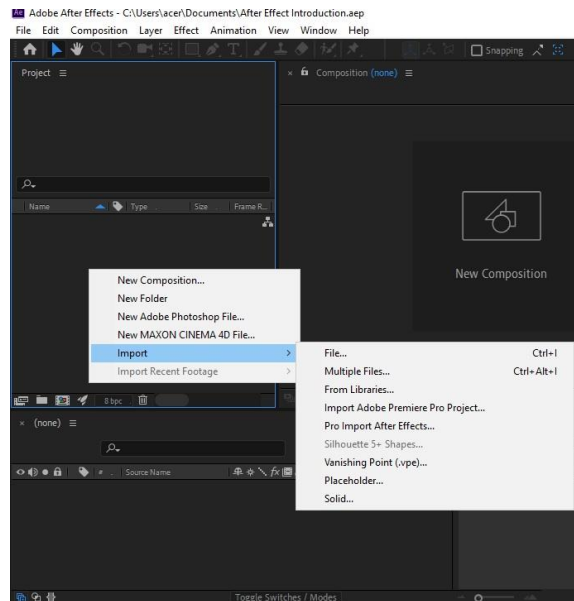 Ae Adobe After Effects - C:\Users\acer\Documents\After Effect Introduction.aep
File Edit Composition Layer Effect Animation View Window Help
Snapping
Project
Composition (none)
Name Type Size Frame R...
New Composition
New Composition...
New Folder
New Adobe Photoshop File...
New MAXON CINEMA 4D File...
Import
Import Recent Footage
File... Ctrl+I
Multiple Files... Ctrl+Alt+I
From Libraries...
Import Adobe Premiere Pro Project...
Pro Import After Effects...
Silhouette 5+ Shapes...
Vanishing Point (.vpe)...
Placeholder...
Solid...
8 bpc
(none)
# Source Name fx
Toggle Switches / Modes